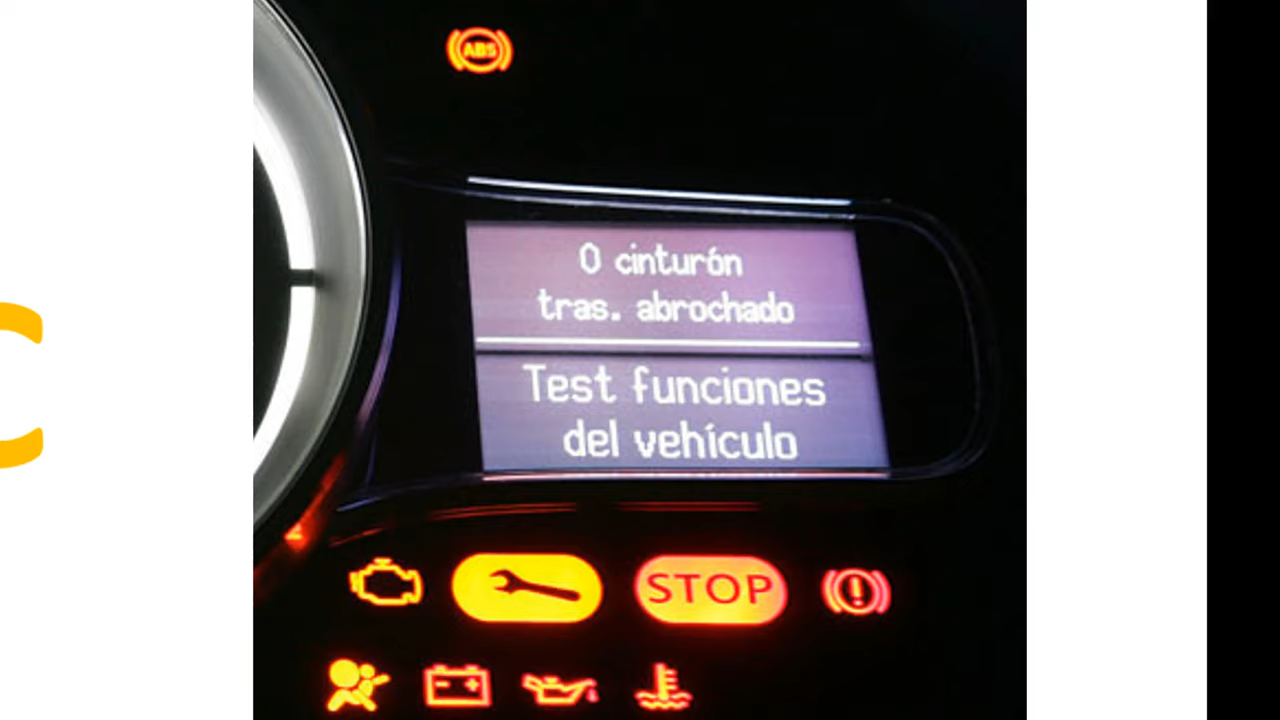 ABS
0 cinturón
tras. abrochado
Test funciones
del vehículo
STOP